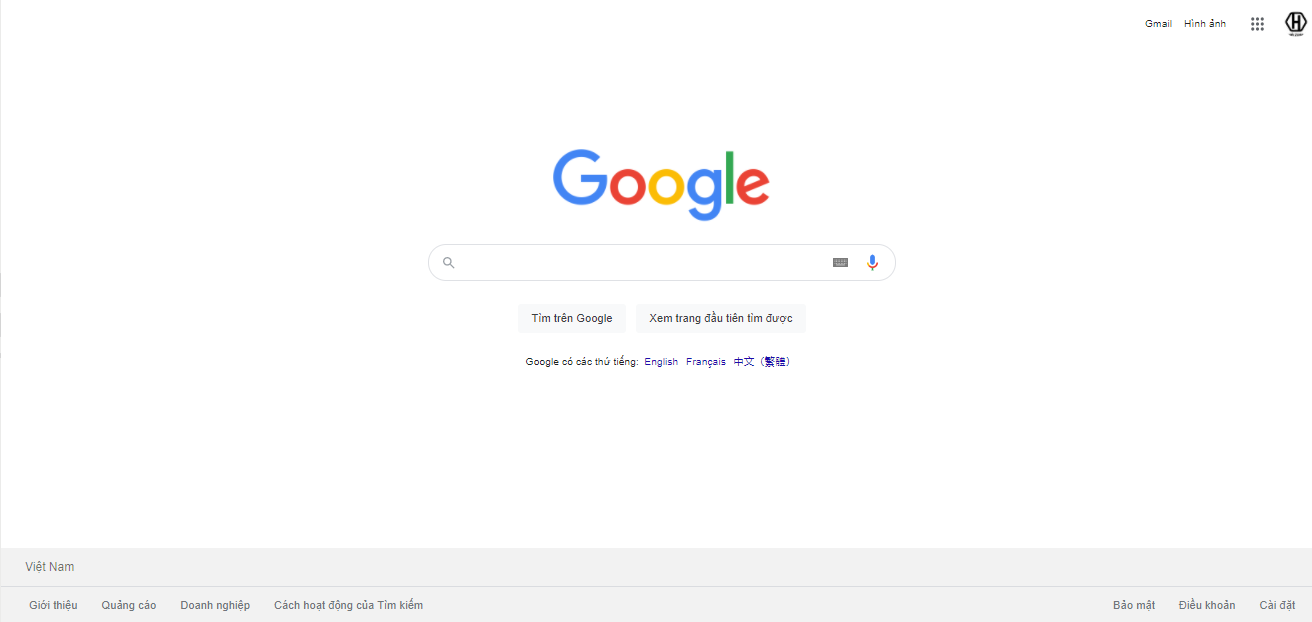 Gmail Hình ảnh
Google
Tìm trên Google Xem trang đầu tiên tìm được
Google có các thứ tiếng: English Français 中文（繁體）
Việt Nam
Giới thiệu Quảng cáo Doanh nghiệp Cách hoạt động của Tìm kiếm Bảo mật Điều khoản Cài đặt